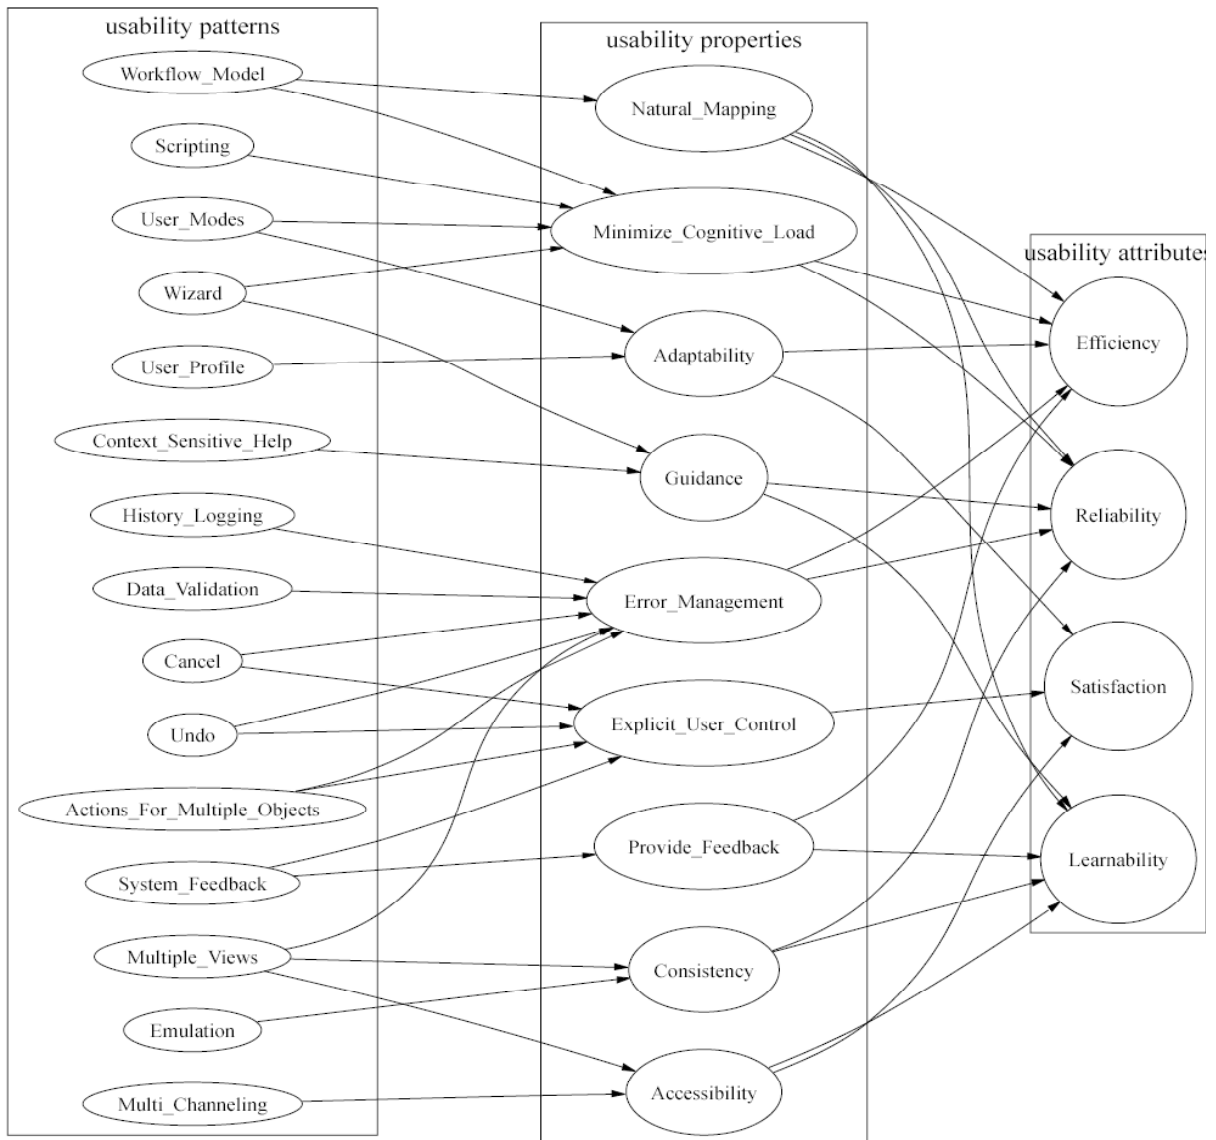 usability patterns
Workflow_Model
Scripting
User_Modes
Wizard
User_Profile
Context_Sensitive_Help
History_Logging
Data_Validation
Cancel
Undo
Actions_For_Multiple_Objects
System_Feedback
Multiple_Views
Emulation
Multi_Channeling
usability properties
Natural_Mapping
Minimize_Cognitive_Load
Adaptability
Guidance
Error_Management
Explicit_User_Control
Provide_Feedback
Consistency
Accessibility
usability attributes
Efficiency
Reliability
Satisfaction
Learnability